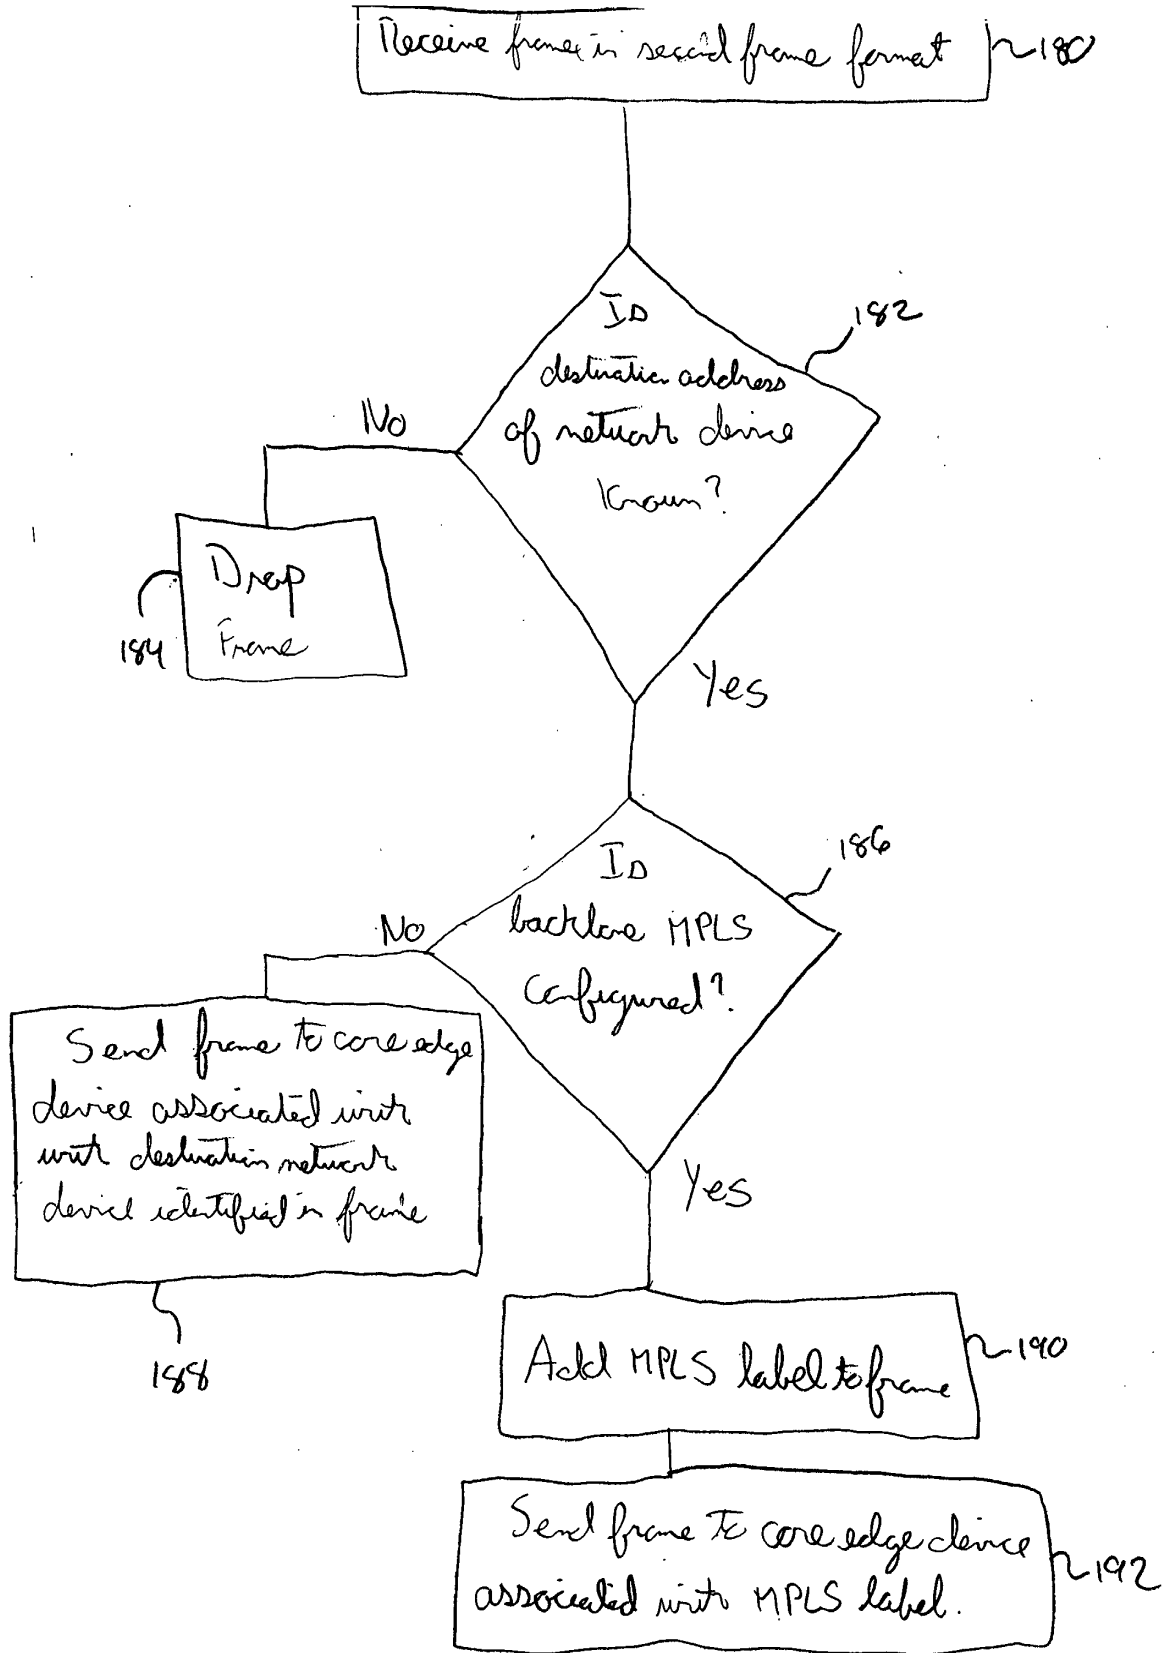 Receive frame in second frame format
180
Is
182
destination address
of network device
known?
No
Drop
Frame
184
Yes
Is
186
backbone MPLS
configured?
No
Send frame to core edge
device associated with
with destination network
device identified in frame
188
Yes
Add MPLS label to frame
190
Send frame to core edge device
associated with MPLS label.
192